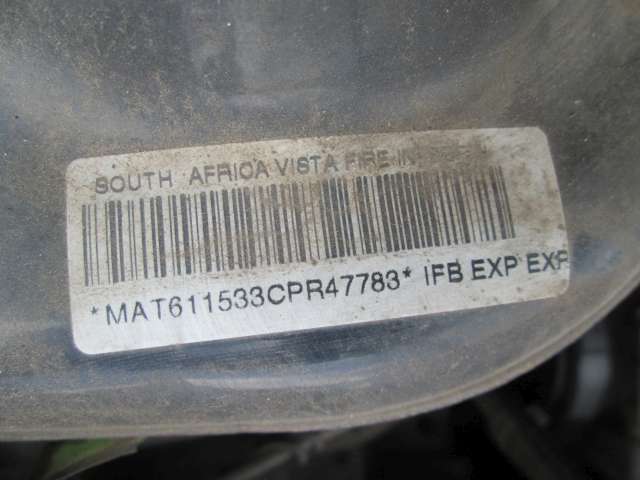 SOUTH AFRICA VISTA FIRE
*MAT611533CPR47783* IFB EXP EXP